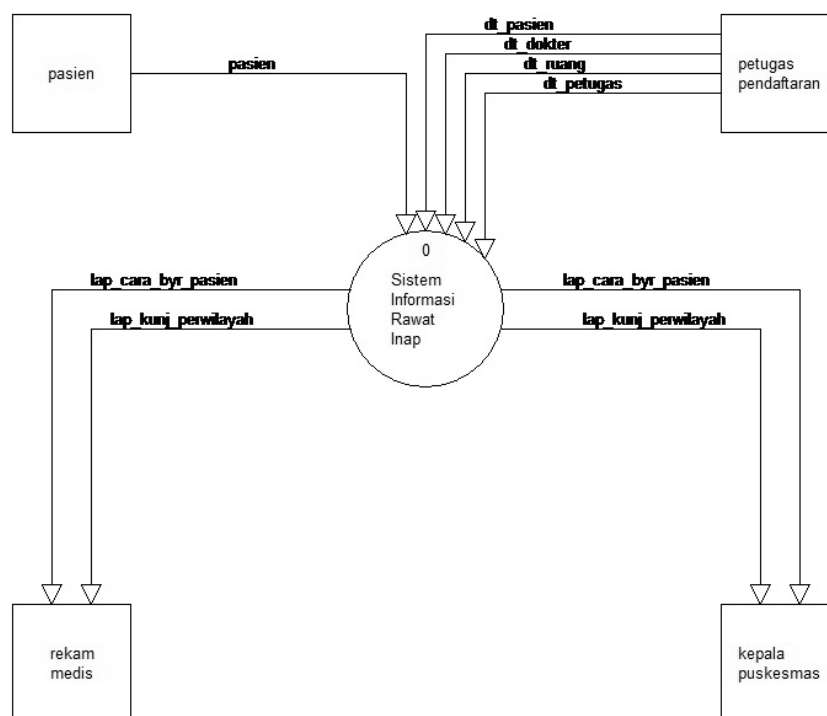 dt_pasien
dt_dokter
pasien
pasien
dt_ruang
petugas
pendaftaran
dt_petugas
0
Sistem
Informasi
Rawat
Inap
lap_cara_byr_pasien
lap_cara_byr_pasien
lap_kunj_perwilayah
lap_kunj_perwilayah
rekam
medis
kepala
puskesmas